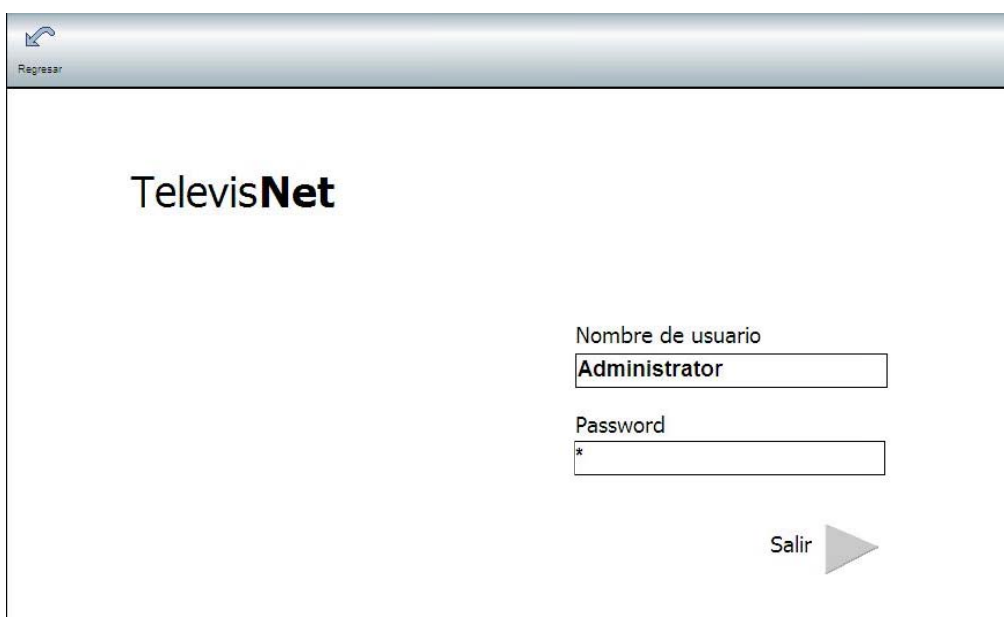 Regresar
TelevisNet
Nombre de usuario
Administrator
Password
*
Salir